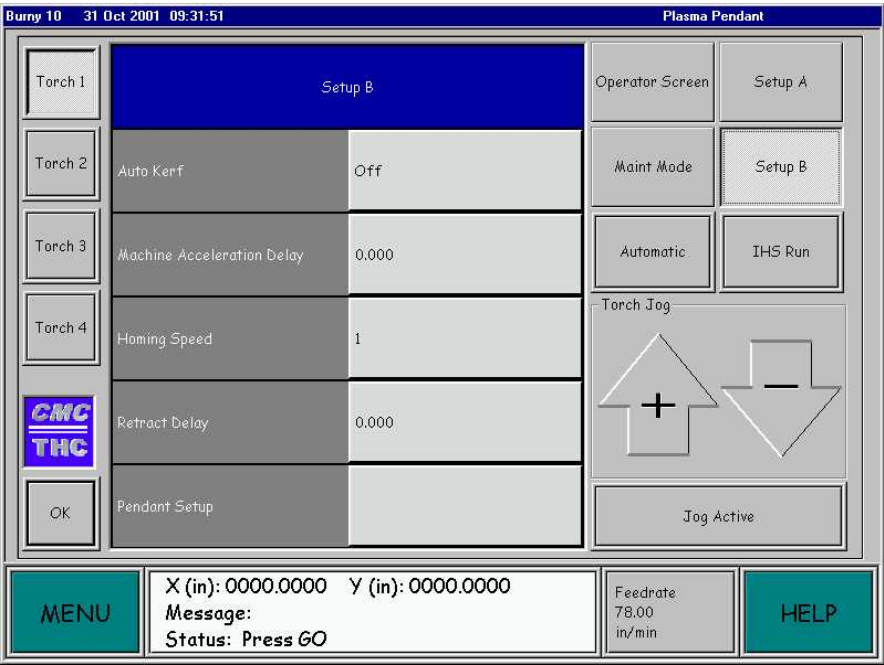 Burny 10 31 Oct 2001 09:31:51 Plasma Pendant
Torch 1
Torch 2
Torch 3
Torch 4
CMC
THC
OK
Setup B
Auto Kerf Off
Machine Acceleration Delay 0.000
Homing Speed 1
Retract Delay 0.000
Pendant Setup
Operator Screen Setup A
Maint Mode Setup B
Automatic IHS Run
Torch Jog
+ −
Jog Active
MENU
X (in): 0000.0000 Y (in): 0000.0000
Message:
Status: Press GO
Feedrate
78.00
in/min
HELP